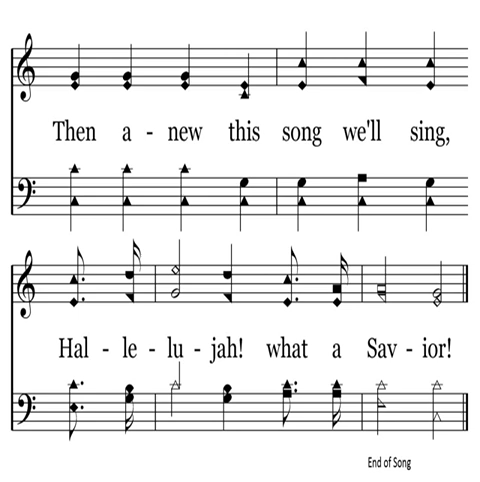 Then a - new this song we'll sing,
Hal - le - lu - jah! what a Sav - ior!
End of Song